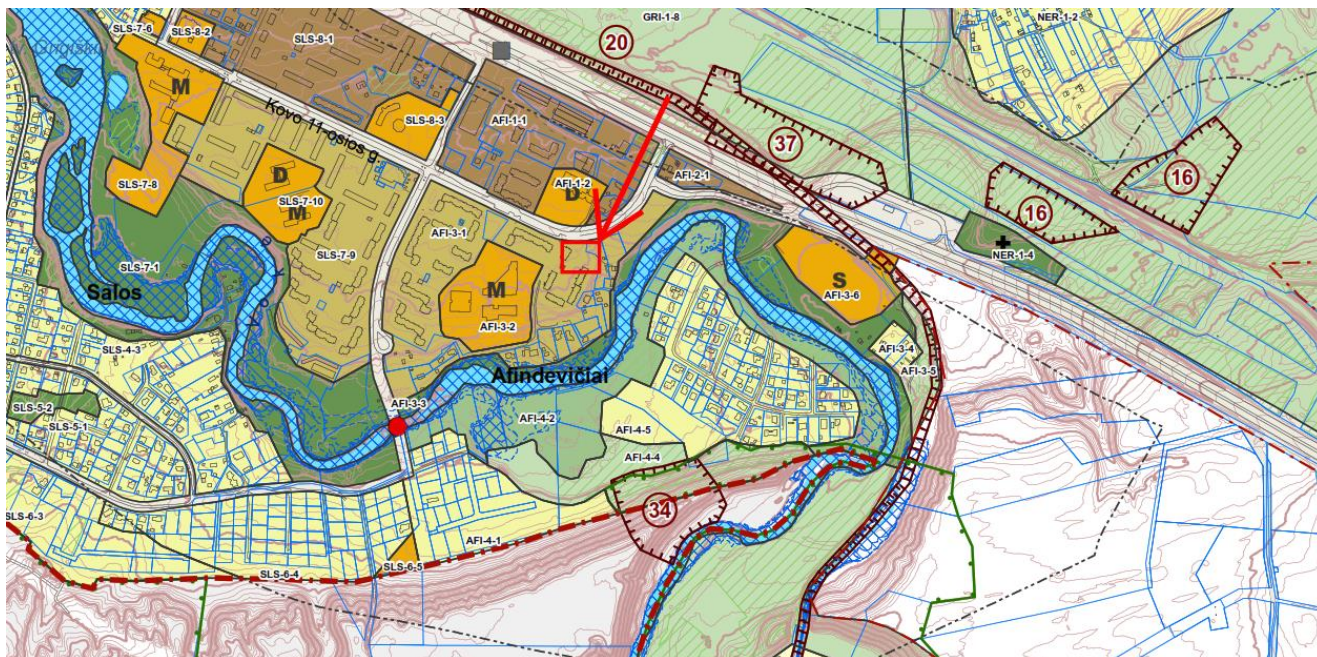 SLS-7-6
SLS-8-2
SLS-8-1
20
GRI-1-8
NER-1-2
M
Kovo 11-osios g.
SLS-8-3
AFI-1-1
37
16
AFI-1-2
D
AFI-2-1
SLS-7-8
D
SLS-7-10
M
16
AFI-3-1
NER-1-4
SLS-7-9
SLS-7-1
Salos
M
AFI-3-2
S
AFI-3-6
SLS-4-3
AFI-3-4
AFI-3-5
SLS-5-2
SLS-5-1
AFI-3-3
AFI-4-2
AFI-4-5
AFI-4-4
34
SLS-6-3
AFI-4-1
SLS-6-4
SLS-6-5